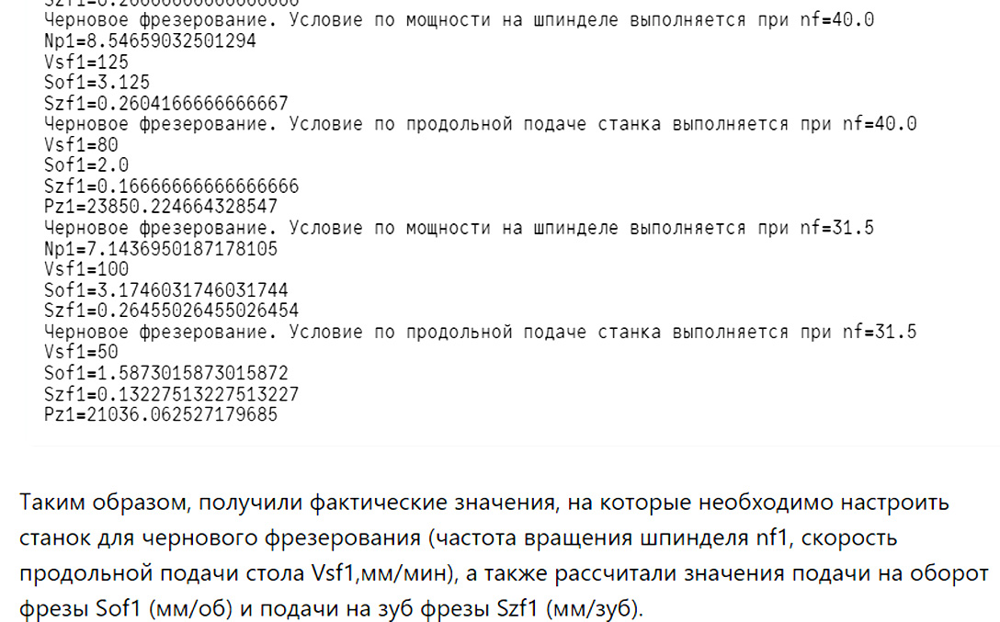 Szf1=0.26666666666666666
Черновое фрезерование. Условие по мощности на шпинделе выполняется при nf=40.0
Np1=8.54659032501294
Vsf1=125
Sof1=3.125
Szf1=0.2604166666666667
Черновое фрезерование. Условие по продольной подаче станка выполняется при nf=40.0
Vsf1=80
Sof1=2.0
Szf1=0.16666666666666666
Pz1=23850.224664328547
Черновое фрезерование. Условие по мощности на шпинделе выполняется при nf=31.5
Np1=7.1436950187178105
Vsf1=100
Sof1=3.1746031746031744
Szf1=0.26455026455026454
Черновое фрезерование. Условие по продольной подаче станка выполняется при nf=31.5
Vsf1=50
Sof1=1.5873015873015872
Szf1=0.13227513227513227
Pz1=21036.062527179685
Таким образом, получили фактические значения, на которые необходимо настроить
станок для чернового фрезерования (частота вращения шпинделя nf1, скорость
продольной подачи стола Vsf1,мм/мин), а также рассчитали значения подачи на оборот
фрезы Sof1 (мм/об) и подачи на зуб фрезы Szf1 (мм/зуб).